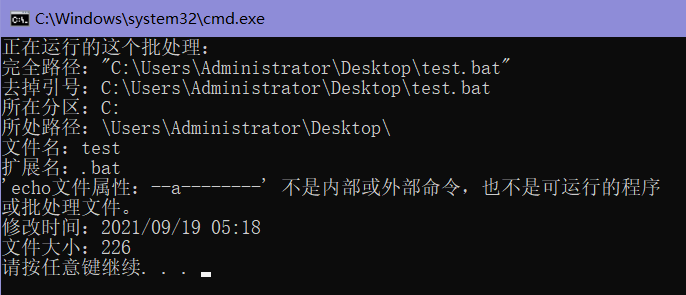 C:\Windows\system32\cmd.exe
正在运行的这个批处理：
完全路径："C:\Users\Administrator\Desktop\test.bat"
去掉引号：C:\Users\Administrator\Desktop\test.bat
所在分区：C:
所处路径：\Users\Administrator\Desktop\
文件名：test
扩展名：.bat
'echo文件属性：--a--------' 不是内部或外部命令，也不是可运行的程序
或批处理文件。
修改时间：2021/09/19 05:18
文件大小：226
请按任意键继续. . .